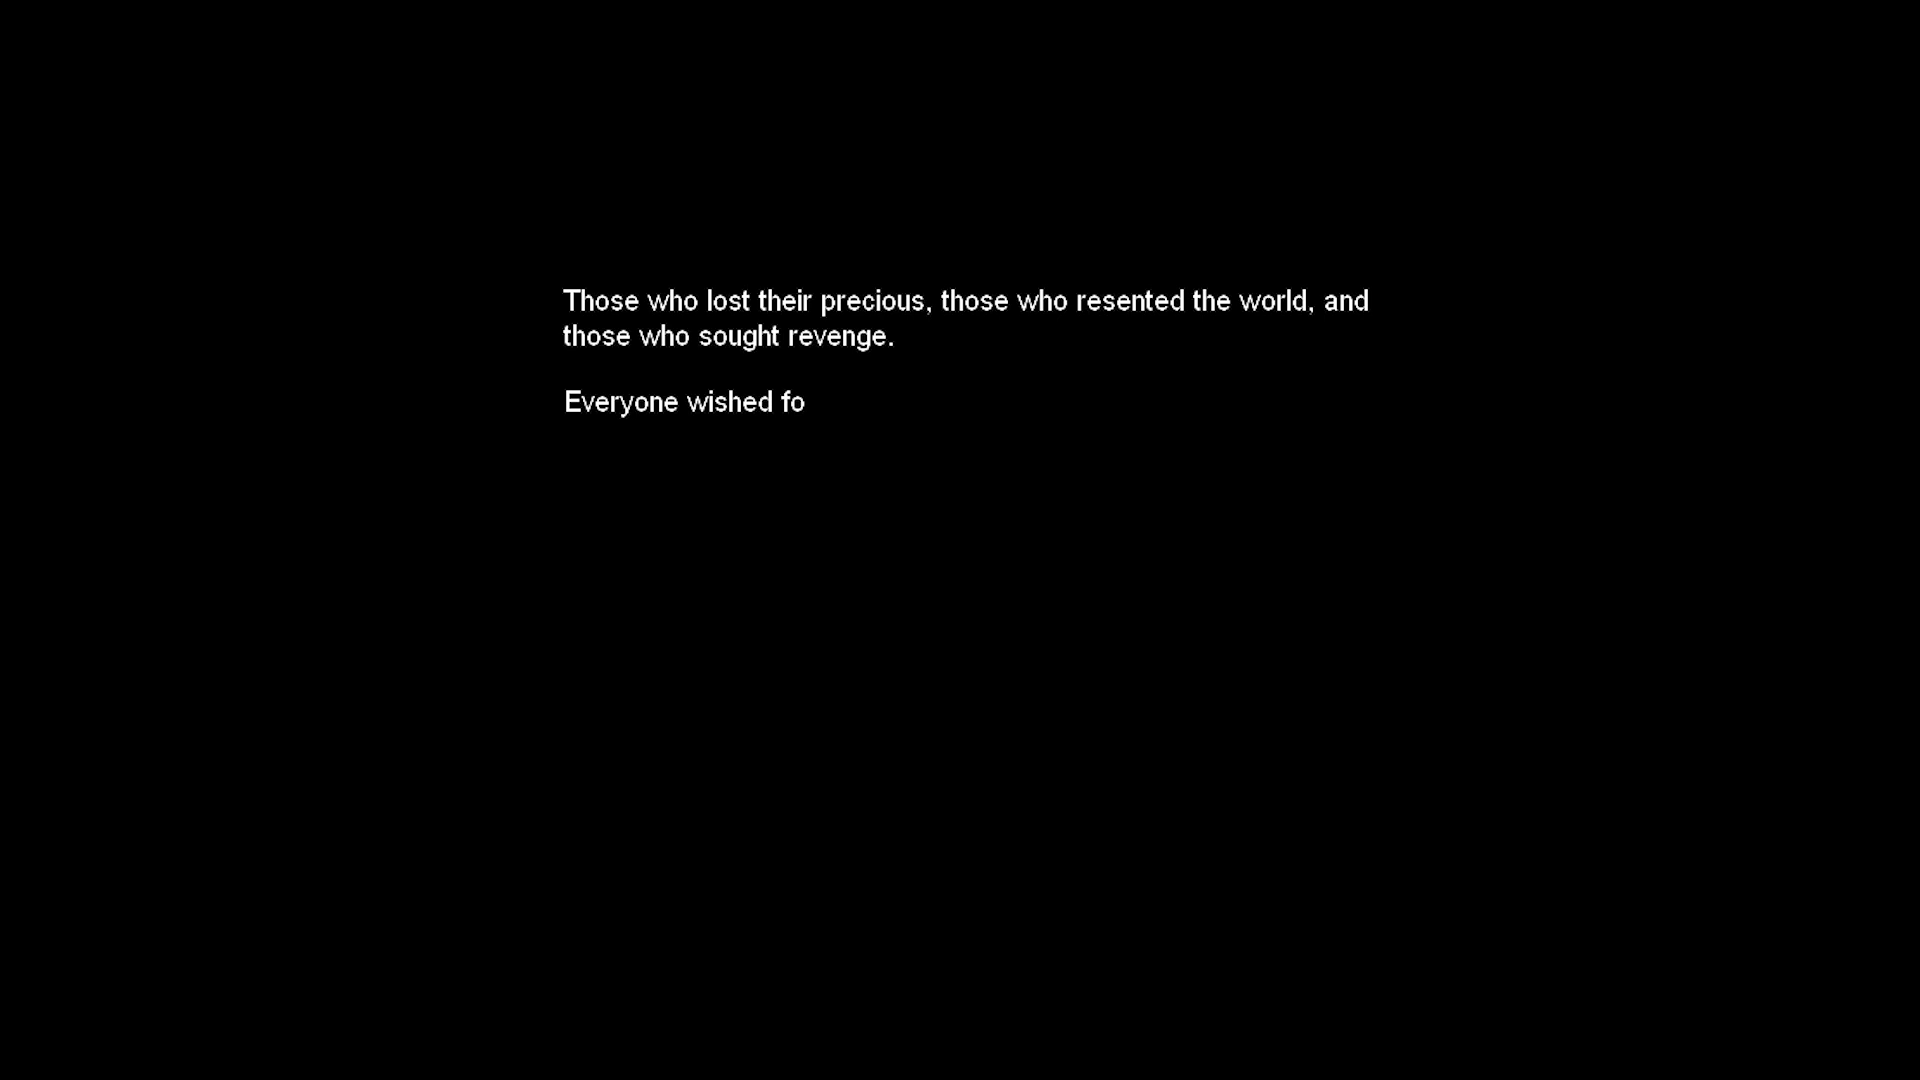 Those who lost their precious, those who resented the world, and
those who sought revenge.
Everyone wished fo